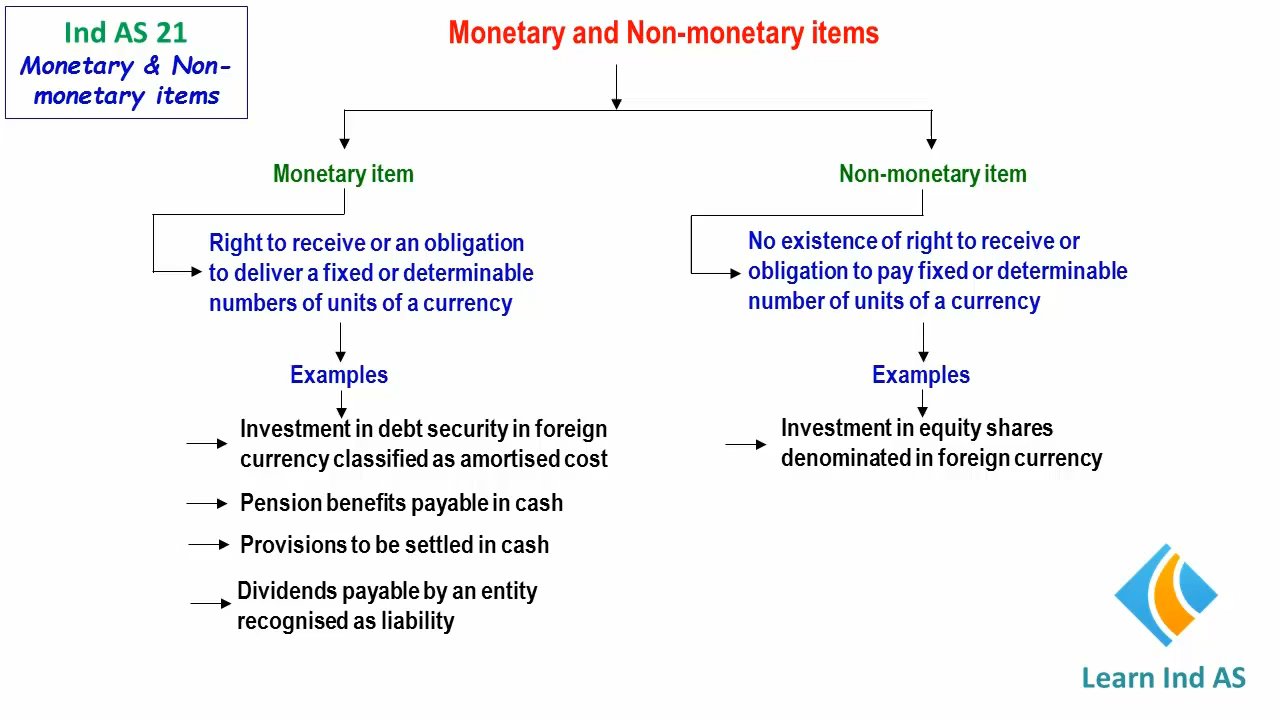 Ind AS 21
Monetary & Non-
monetary items
Monetary and Non-monetary items
Monetary item
Right to receive or an obligation
to deliver a fixed or determinable
numbers of units of a currency
Examples
Investment in debt security in foreign
currency classified as amortised cost
Pension benefits payable in cash
Provisions to be settled in cash
Dividends payable by an entity
recognised as liability
Non-monetary item
No existence of right to receive or
obligation to pay fixed or determinable
number of units of a currency
Examples
Investment in equity shares
denominated in foreign currency
Learn Ind AS